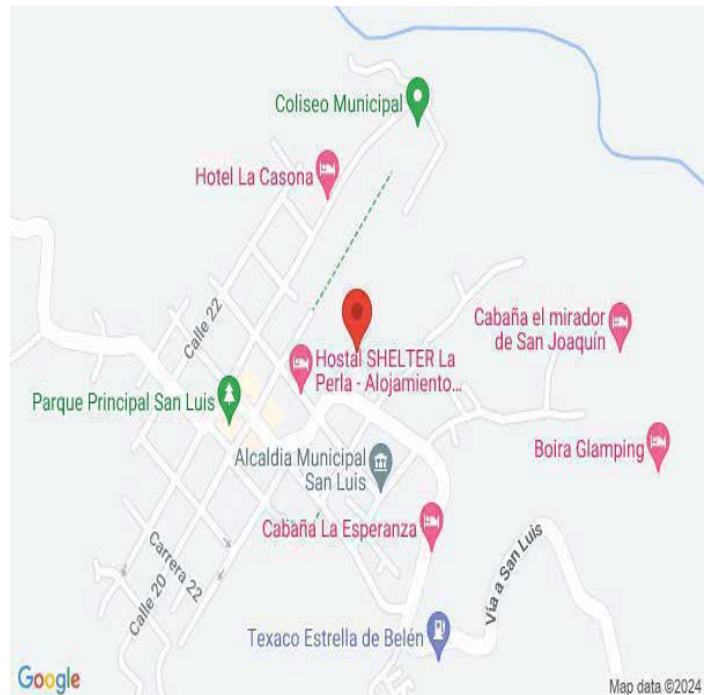 Coliseo Municipal
Hotel La Casona
Calle 22
Cabaña el mirador
de San Joaquín
Hostal SHELTER La
Perla - Alojamiento...
Parque Principal San Luis
Alcaldia Municipal
San Luis
Boira Glamping
Cabaña La Esperanza
Carrera 22
Calle 20
Vía a San Luis
Texaco Estrella de Belén
Google
Map data ©2024